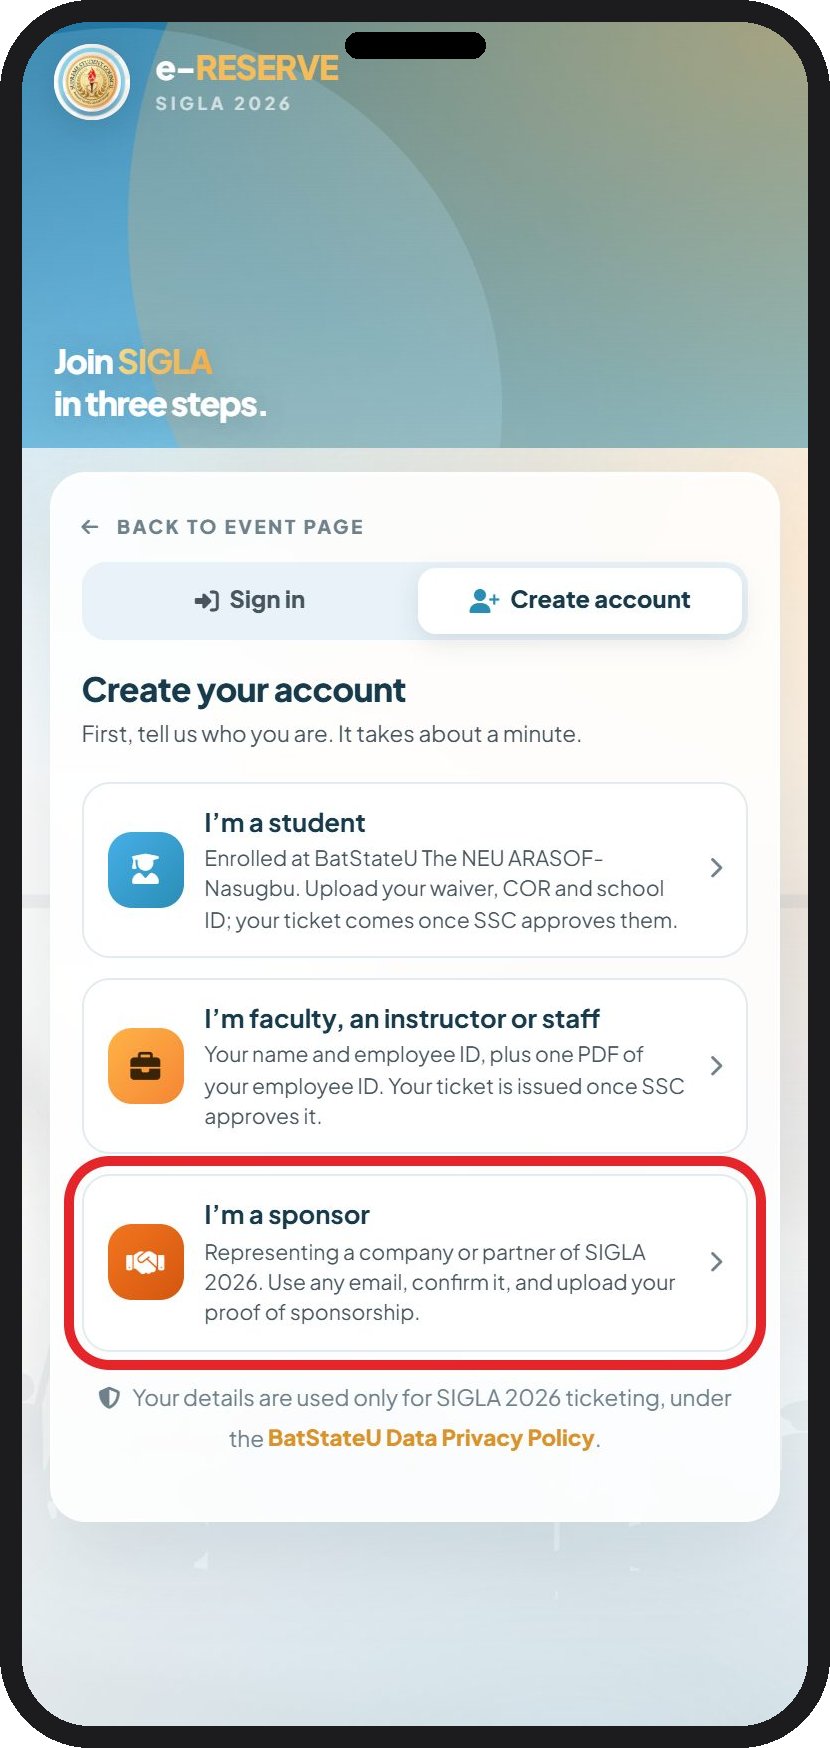 e-RESERVE
SIGLA 2026
Join SIGLA
in three steps.
BACK TO EVENT PAGE
Sign in
Create account
Create your account
First, tell us who you are. It takes about a minute.
I'm a student
Enrolled at BatStateU The NEU ARASOF-
Nasugbu. Upload your waiver, COR and school
ID; your ticket comes once SSC approves them.
I'm faculty, an instructor or staff
Your name and employee ID, plus one PDF of
your employee ID. Your ticket is issued once SSC
approves it.
I'm a sponsor
Representing a company or partner of SIGLA
2026. Use any email, confirm it, and upload your
proof of sponsorship.
Your details are used only for SIGLA 2026 ticketing, under
the BatStateU Data Privacy Policy.